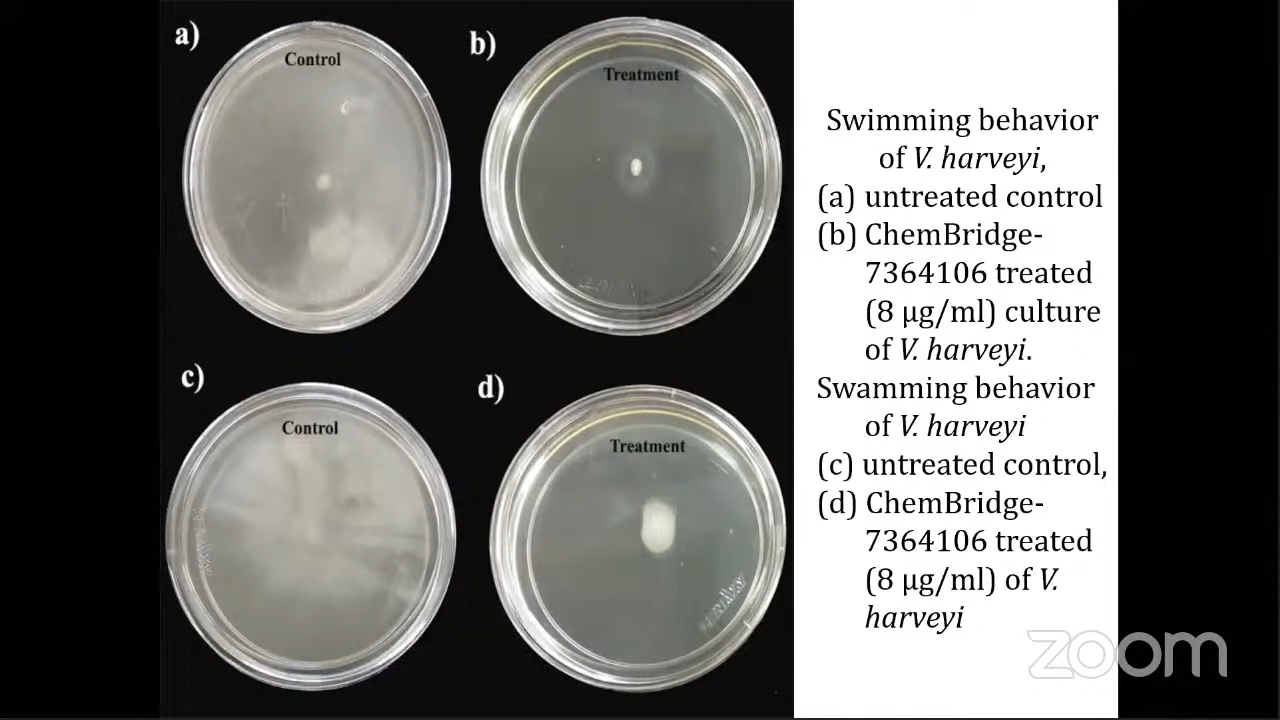 a)
Control
b)
Treatment
c)
Control
d)
Treatment
Swimming behavior
of V. harveyi,
(a) untreated control
(b) ChemBridge-
7364106 treated
(8 µg/ml) culture
of V. harveyi.
Swamming behavior
of V. harveyi
(c) untreated control,
(d) ChemBridge-
7364106 treated
(8 µg/ml) of V.
harveyi
zoom